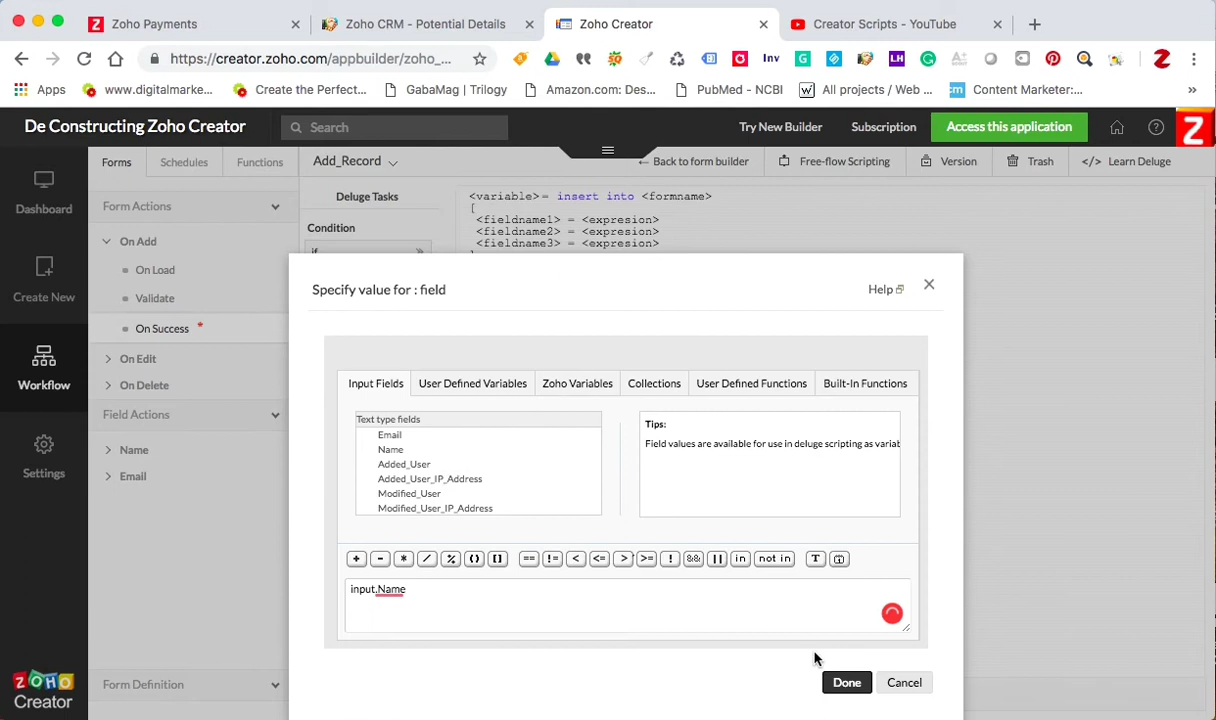 Zoho Payments
Zoho CRM - Potential Details
Zoho Creator
Creator Scripts - YouTube
https://creator.zoho.com/appbuilder/zoho_...
Inv
LH
Apps
www.digitalmarke...
Create the Perfect...
GabaMag | Trilogy
Amazon.com: Des...
PubMed - NCBI
All projects / Web ...
cm Content Marketer:...
De Constructing Zoho Creator
Search
Try New Builder
Subscription
Access this application
Z
Forms
Schedules
Functions
Add_Record
← Back to form builder
Free-flow Scripting
Version
Trash
</> Learn Deluge
Dashboard
Create New
Workflow
Settings
ZOHO
Creator
Form Actions
On Add
On Load
Validate
On Success *
On Edit
On Delete
Field Actions
Name
Email
Form Definition
Deluge Tasks
Condition
if
<variable>= insert into <formname>
[
<fieldname1> = <expresion>
<fieldname2> = <expresion>
<fieldname3> = <expresion>
Specify value for : field
Help
Input Fields
User Defined Variables
Zoho Variables
Collections
User Defined Functions
Built-In Functions
Text type fields
Email
Name
Added_User
Added_User_IP_Address
Modified_User
Modified_User_IP_Address
Tips:
Field values are available for use in deluge scripting as variab
+ - * / % () [] == != < <= > >= ! && || in not in T
input.Name
Done
Cancel